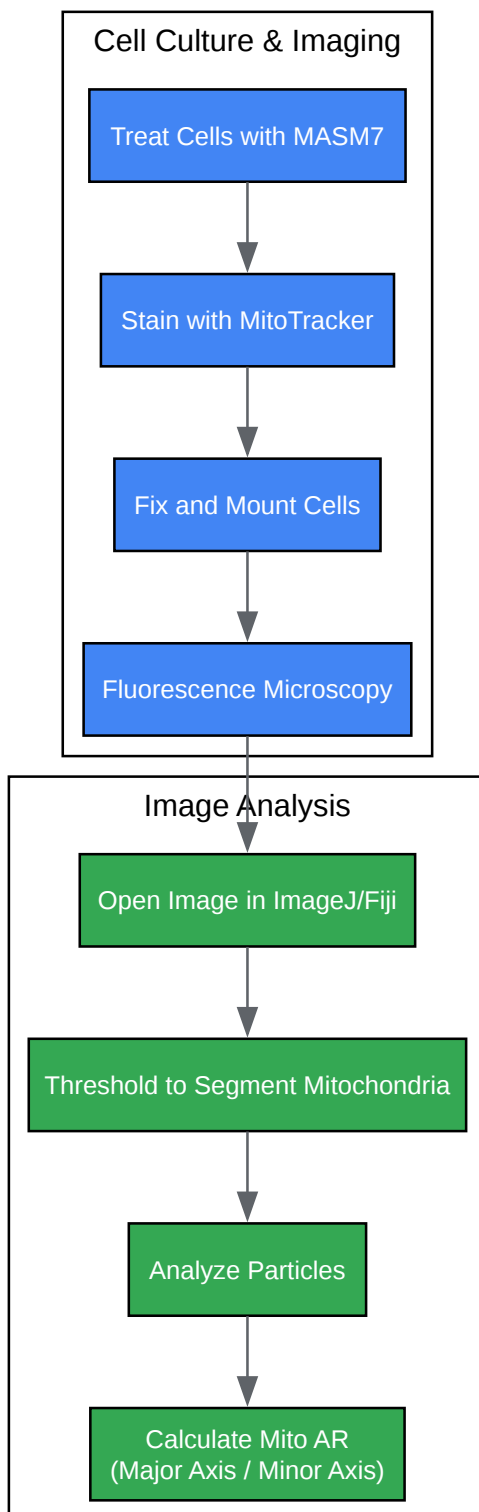 Cell Culture & Imaging
Treat Cells with MASM7
Stain with MitoTracker
Fix and Mount Cells
Fluorescence Microscopy
Image Analysis
Open Image in ImageJ/Fiji
Threshold to Segment Mitochondria
Analyze Particles
Calculate Mito AR
(Major Axis / Minor Axis)